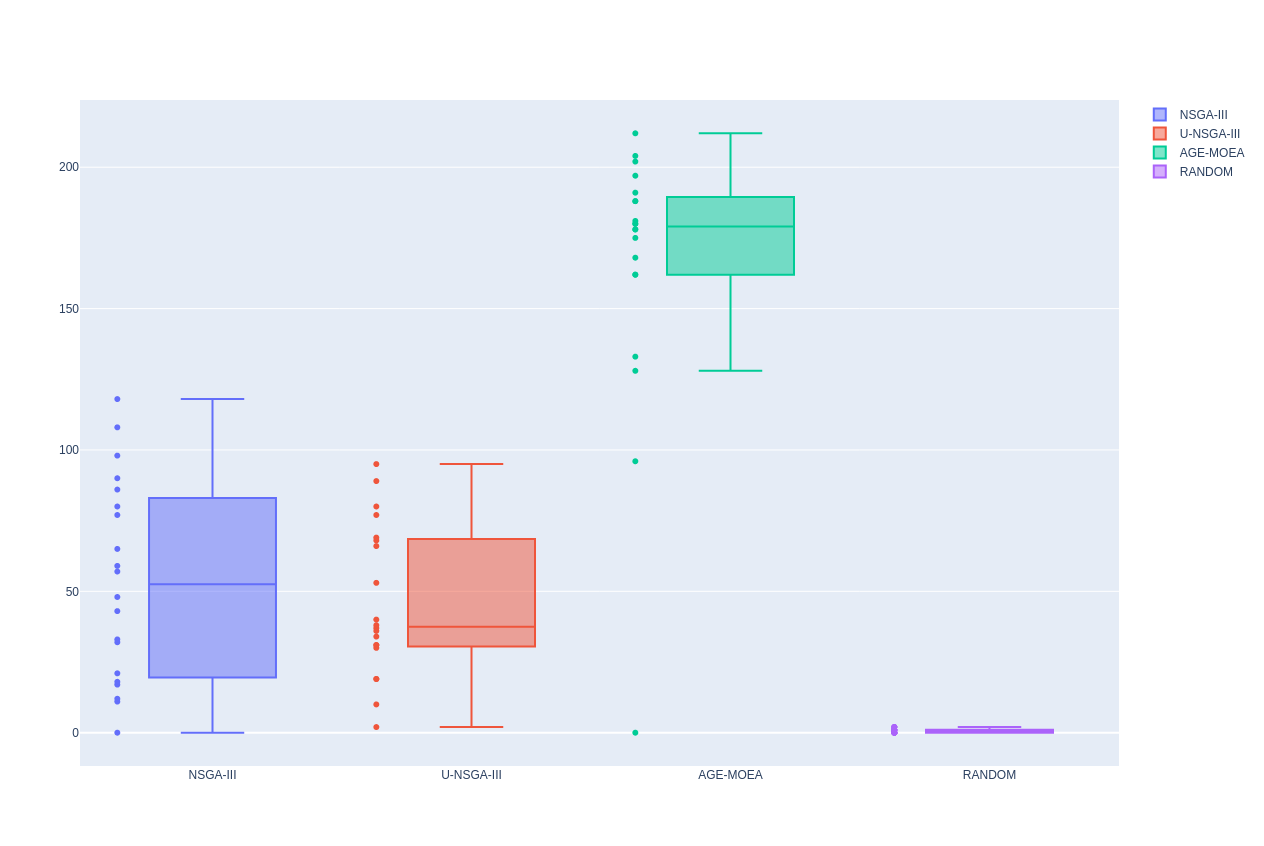 200
150
100
50
0
NSGA-III
U-NSGA-III
AGE-MOEA
RANDOM
NSGA-III
U-NSGA-III
AGE-MOEA
RANDOM